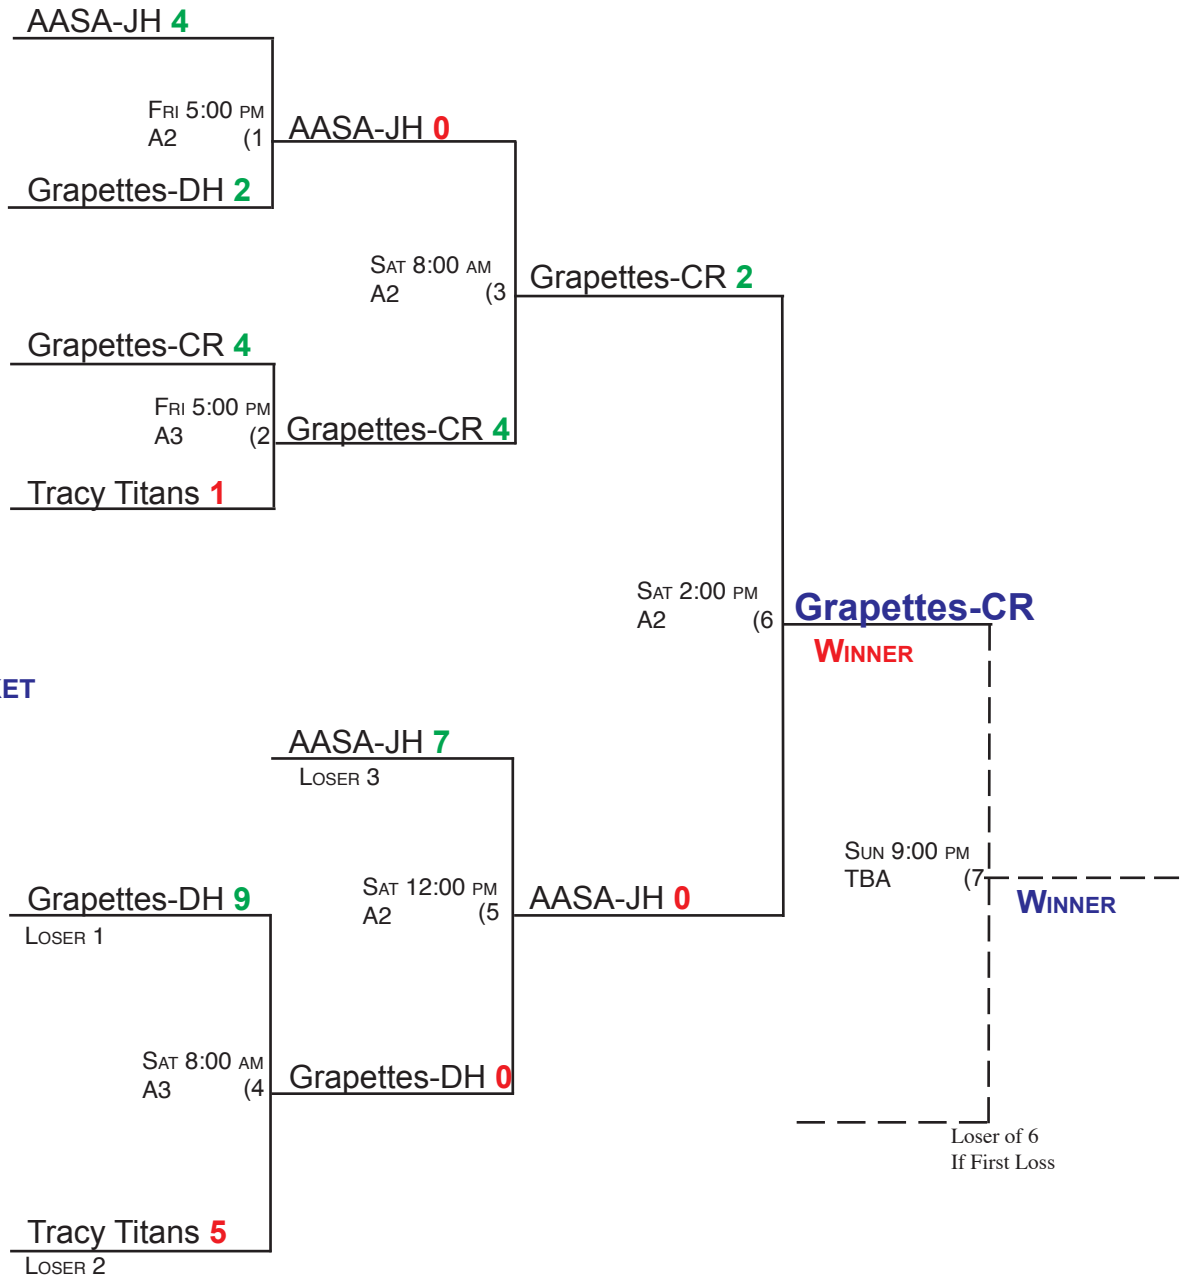 AASA-JH 4
FRI 5:00 PM
A2 (1
AASA-JH 0
Grapettes-DH 2
SAT 8:00 AM
A2 (3
Grapettes-CR 2
Grapettes-CR 4
FRI 5:00 PM
A3 (2
Grapettes-CR 4
Tracy Titans 1
SAT 2:00 PM
A2 (6
Grapettes-CR
WINNER
KET
AASA-JH 7
LOSER 3
SUN 9:00 PM
TBA (7
WINNER
Grapettes-DH 9
LOSER 1
SAT 12:00 PM
A2 (5
AASA-JH 0
SAT 8:00 AM
A3 (4
Grapettes-DH 0
Loser of 6
If First Loss
Tracy Titans 5
LOSER 2